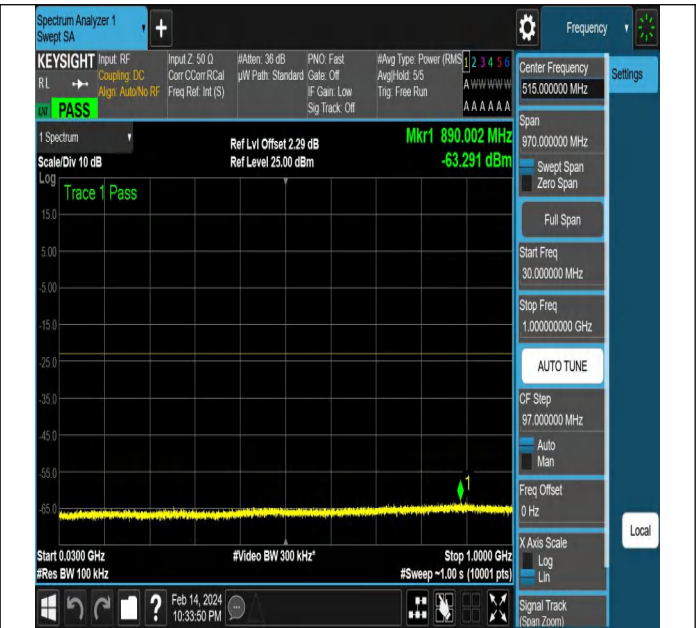 Spectrum Analyzer 1
Swept SA
+
Frequency
KEYSIGHT
RL
PASS
Input: RF
Coupling: DC
Align: Auto/No RF
Input Z: 50 Ω
Corr CCorr RCal
Freq Ref: Int (S)
#Atten: 36 dB
µW Path: Standard
PNO: Fast
Gate: Off
IF Gain: Low
Sig Track: Off
#Avg Type: Power (RMS
Avg|Hold: 5/5
Trig: Free Run
1 2 3 4 5 6
A W W W W W
A A A A A A
1 Spectrum
Scale/Div 10 dB
Ref Lvl Offset 2.29 dB
Ref Level 25.00 dBm
Mkr1 890.002 MHz
-63.291 dBm
Log
Trace 1 Pass
15.0
5.00
-5.00
-15.0
-25.0
-35.0
-45.0
-55.0
-65.0
1
Start 0.0300 GHz
#Video BW 300 kHz*
Stop 1.0000 GHz
#Res BW 100 kHz
#Sweep ~1.00 s (10001 pts)
Feb 14, 2024
10:33:50 PM
Center Frequency
515.000000 MHz
Settings
Span
970.000000 MHz
Swept Span
Zero Span
Full Span
Start Freq
30.000000 MHz
Stop Freq
1.000000000 GHz
AUTO TUNE
CF Step
97.000000 MHz
Auto
Man
Freq Offset
0 Hz
X Axis Scale
Log
Lin
Local
Signal Track
(Span Zoom)